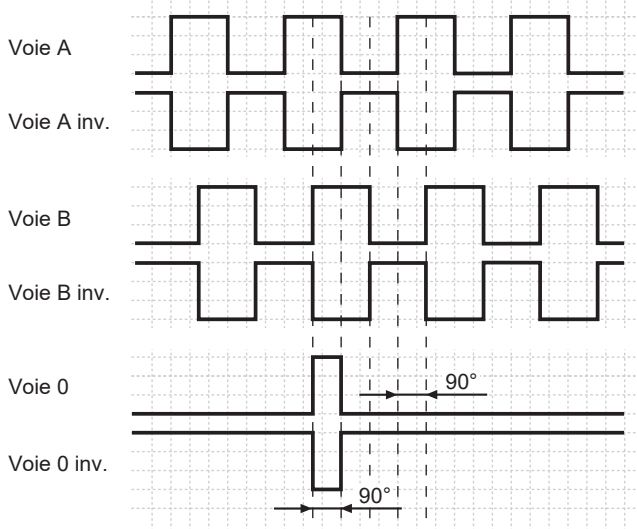 Voie A
Voie A inv.
Voie B
Voie B inv.
Voie 0
90°
Voie 0 inv.
90°